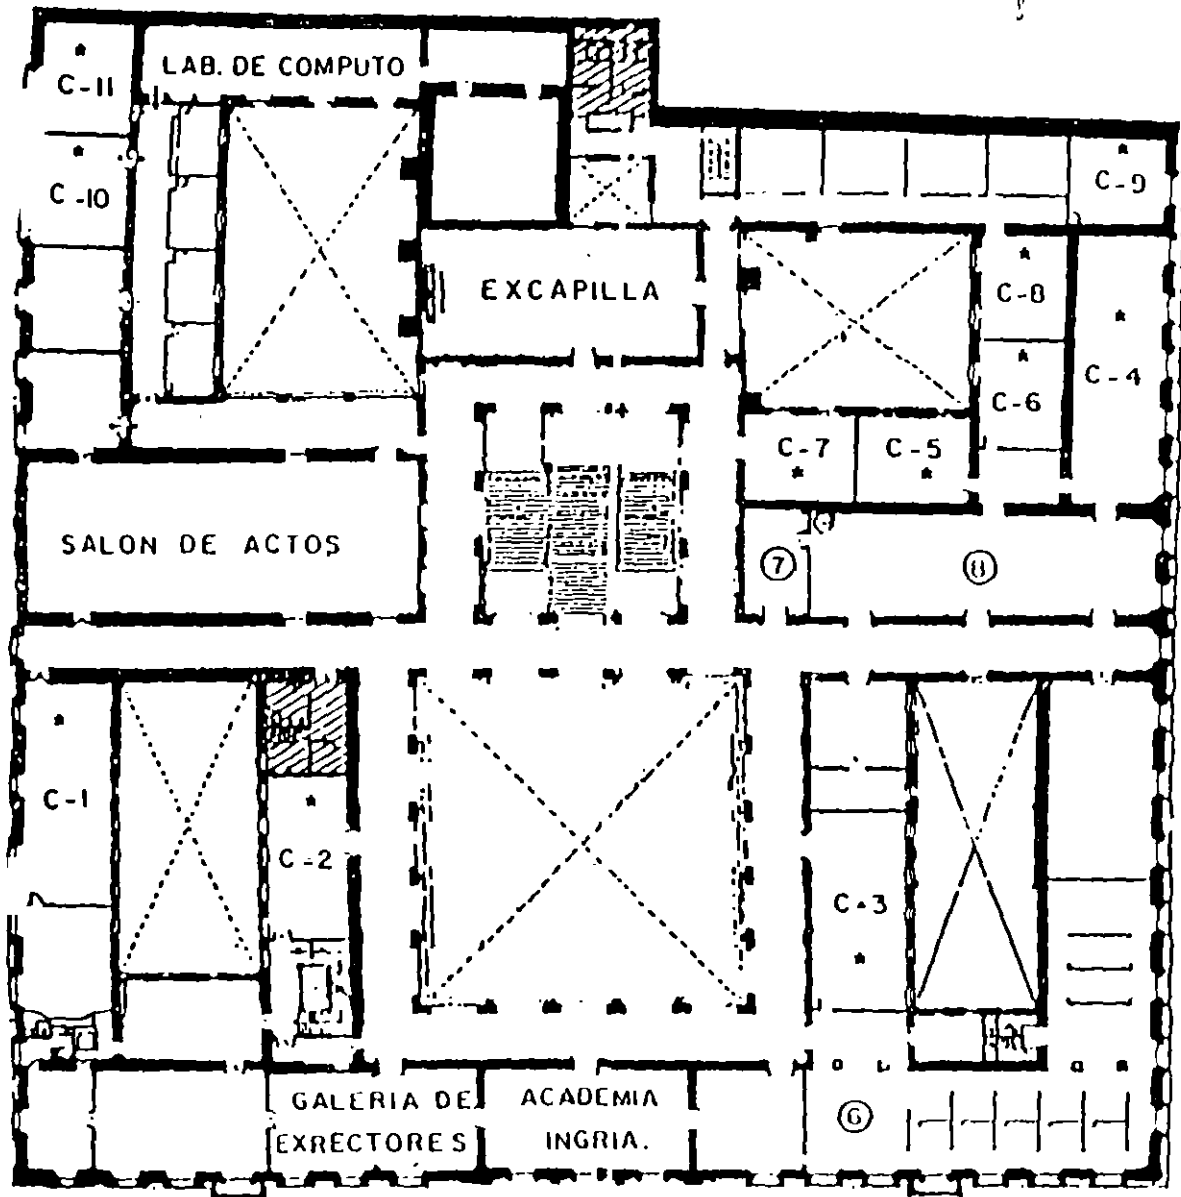 C-11
LAB. DE COMPUTO
C-10
C-9
EXCAPILLA
C-8
C-4
C-6
C-7
C-5
SALON DE ACTOS
7
8
C-1
C-2
C-3
GALERIA DE
EXRECTORES
ACADEMIA
INGRIA.
6